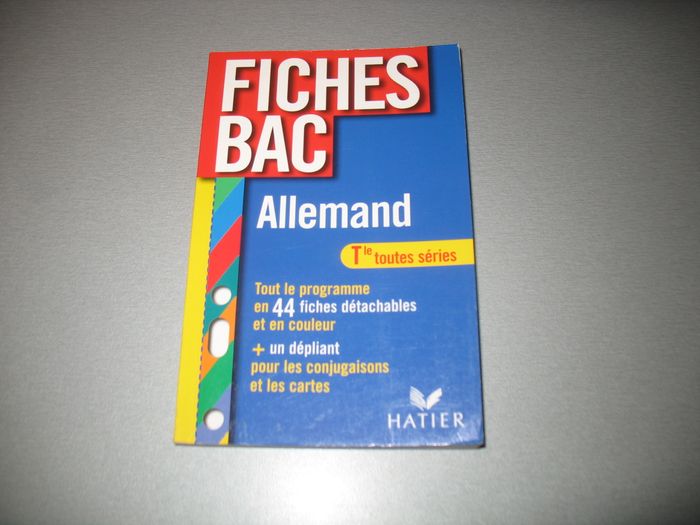 FICHES
BAC
Allemand
Tle toutes séries
Tout le programme
en 44 fiches détachables
et en couleur
+ un dépliant
pour les conjugaisons
et les cartes
HATIER